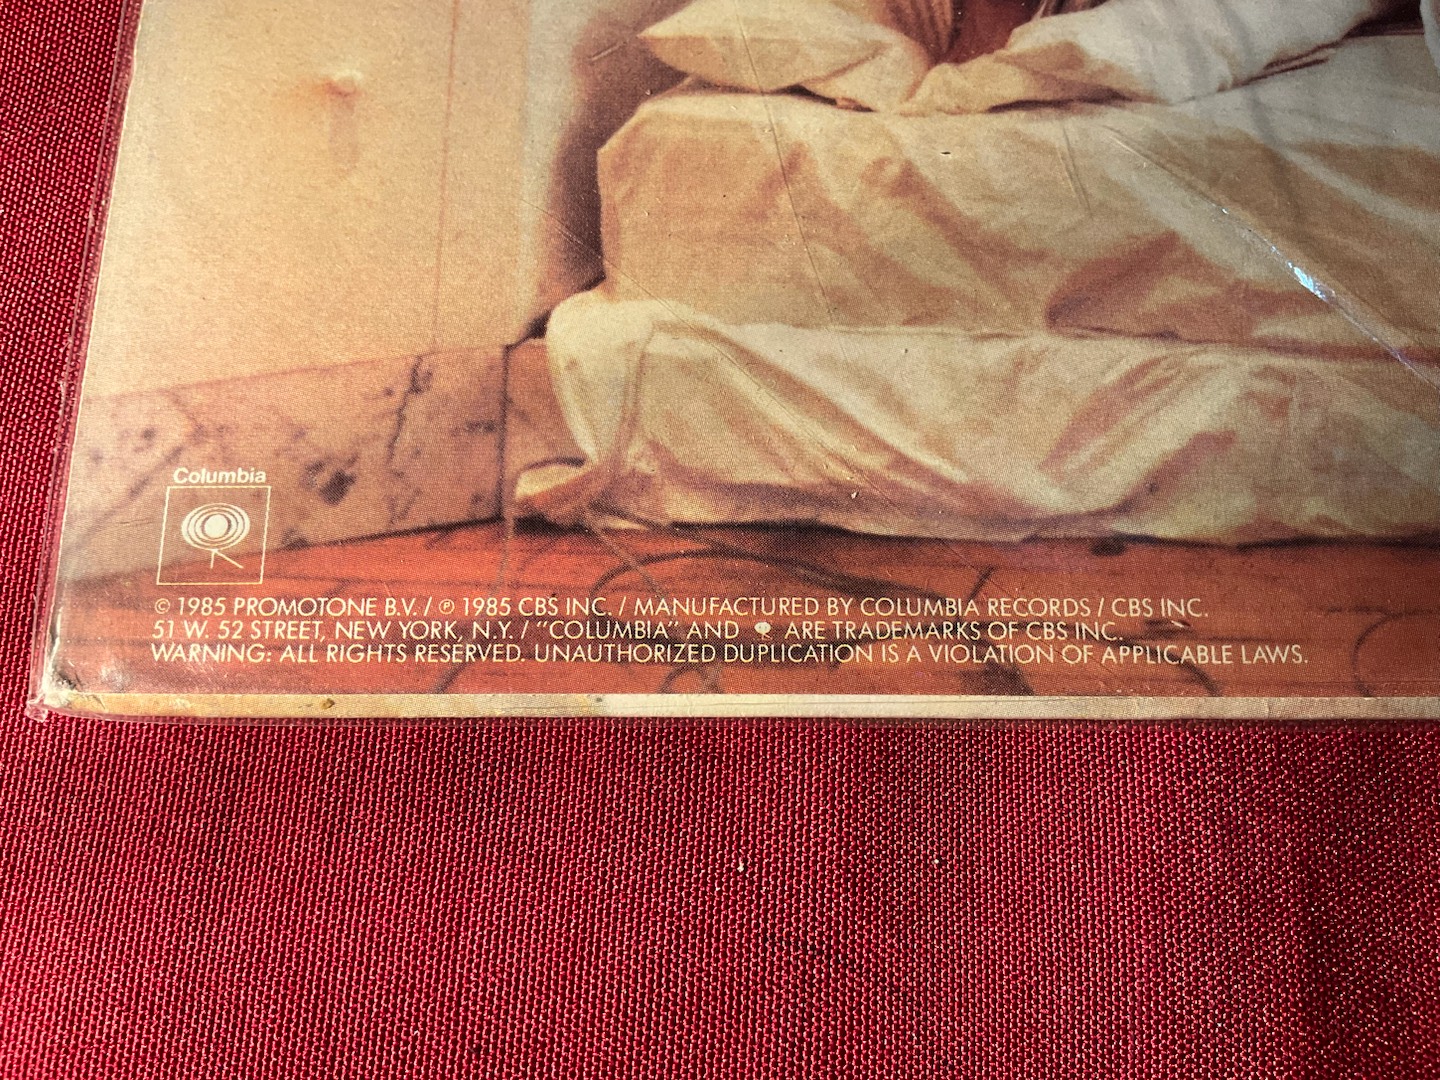 Columbia
© 1985 PROMOTONE B.V. / ℗ 1985 CBS INC. / MANUFACTURED BY COLUMBIA RECORDS / CBS INC.
51 W. 52 STREET, NEW YORK, N.Y. / "COLUMBIA" AND ARE TRADEMARKS OF CBS INC.
WARNING: ALL RIGHTS RESERVED. UNAUTHORIZED DUPLICATION IS A VIOLATION OF APPLICABLE LAWS.